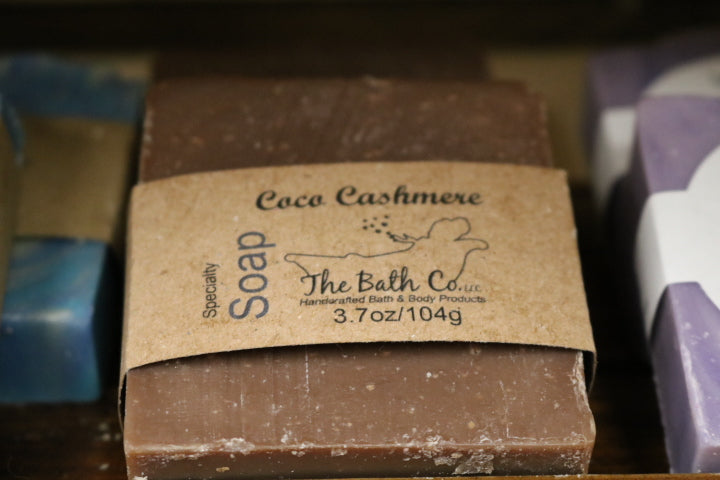 Coco Cashmere
Specialty
Soap
The Bath Co. LLC
Handcrafted Bath & Body Products
3.7oz/104g